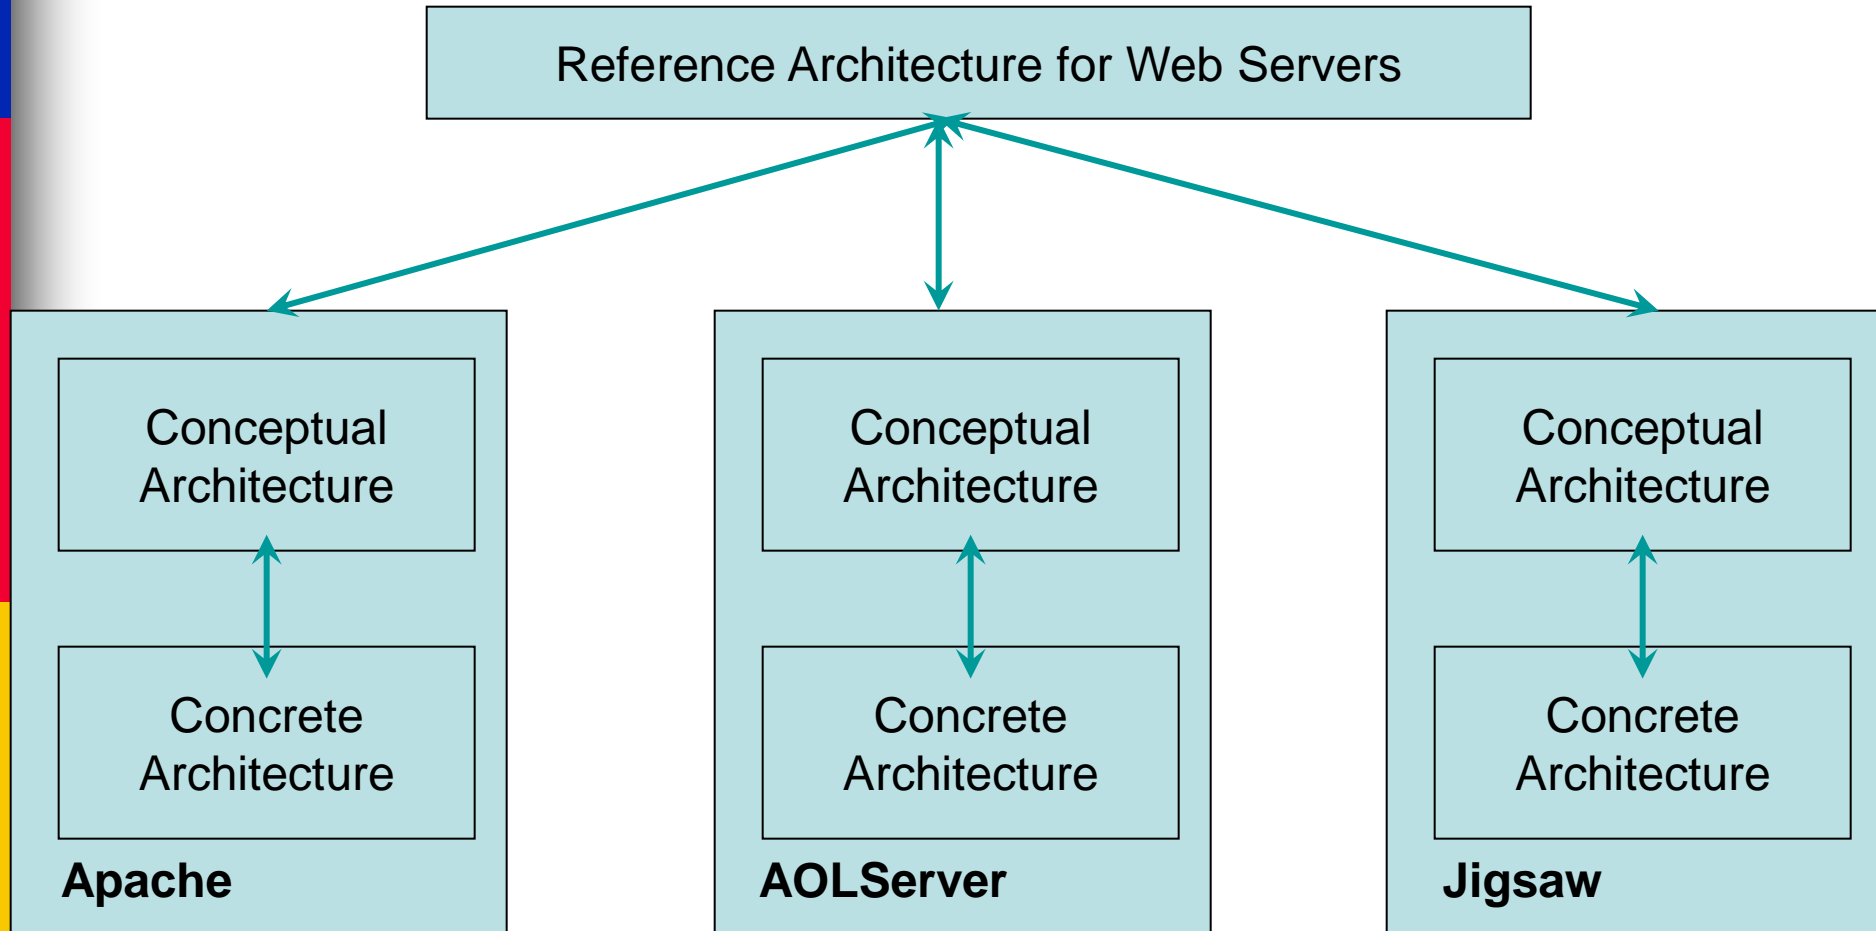 Reference Architecture for Web Servers
Conceptual
Architecture
Concrete
Architecture
Apache
Conceptual
Architecture
Concrete
Architecture
AOLServer
Conceptual
Architecture
Concrete
Architecture
Jigsaw